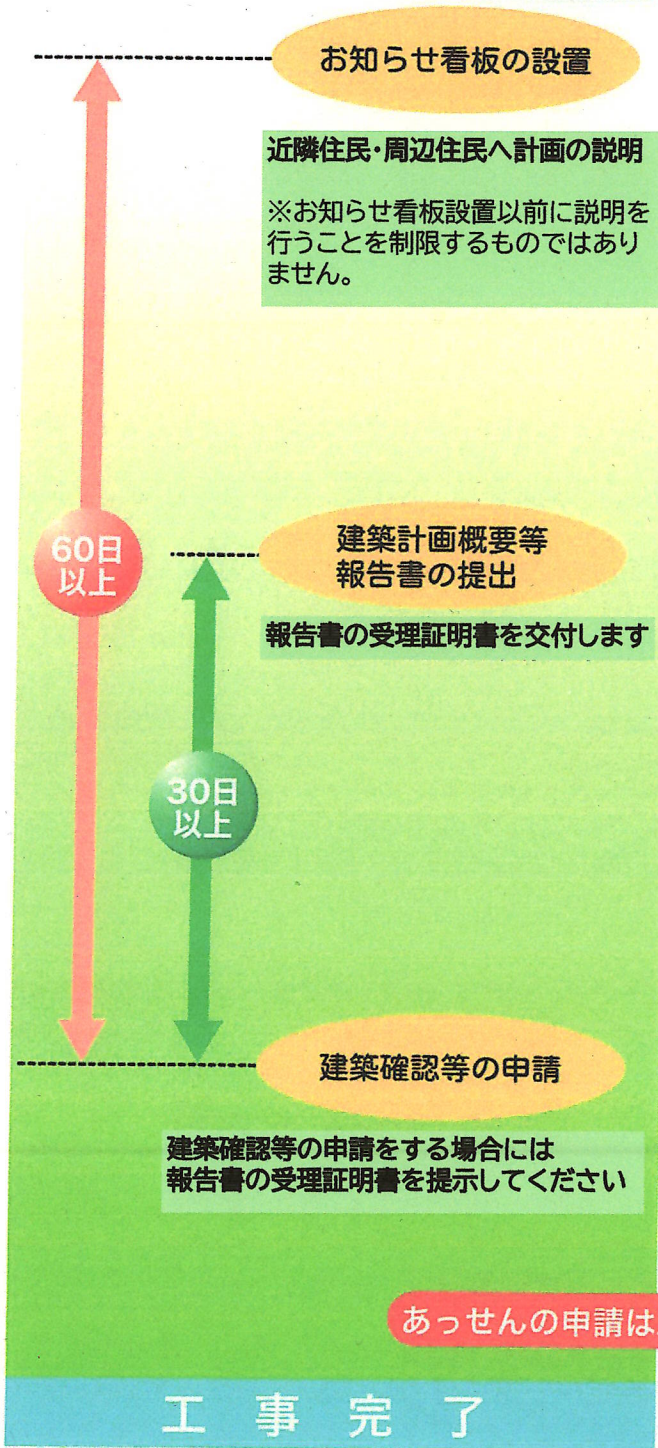 お知らせ看板の設置
近隣住民・周辺住民へ計画の説明
※お知らせ看板設置以前に説明を
行うことを制限するものではあり
ません。
60日
以上
建築計画概要等
報告書の提出
報告書の受理証明書を交付します
30日
以上
建築確認等の申請
建築確認等の申請をする場合には
報告書の受理証明書を提示してください
あっせんの申請は
工事完了